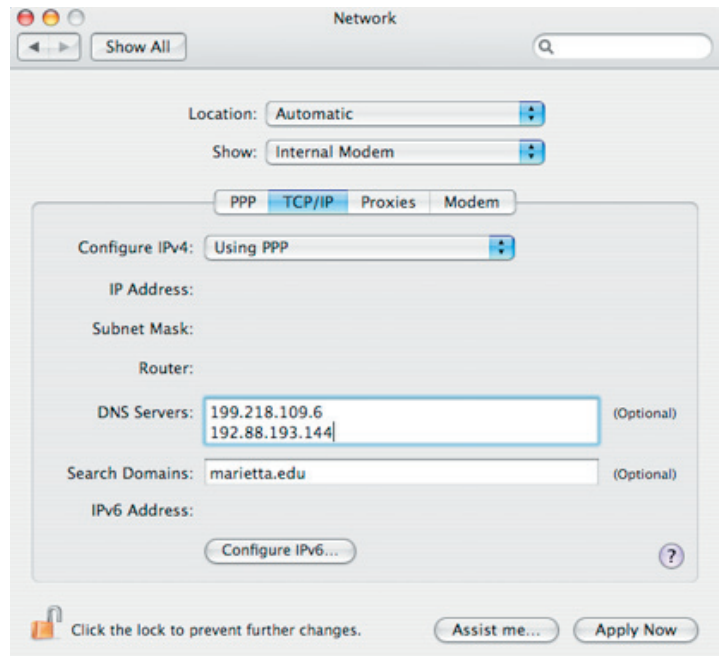 Network
Show All
Location: Automatic
Show: Internal Modem
PPP TCP/IP Proxies Modem
Configure IPv4: Using PPP
IP Address:
Subnet Mask:
Router:
DNS Servers: 199.218.109.6 (Optional)
192.88.193.144
Search Domains: marietta.edu (Optional)
IPv6 Address:
Configure IPv6... ?
Click the lock to prevent further changes. Assist me... Apply Now